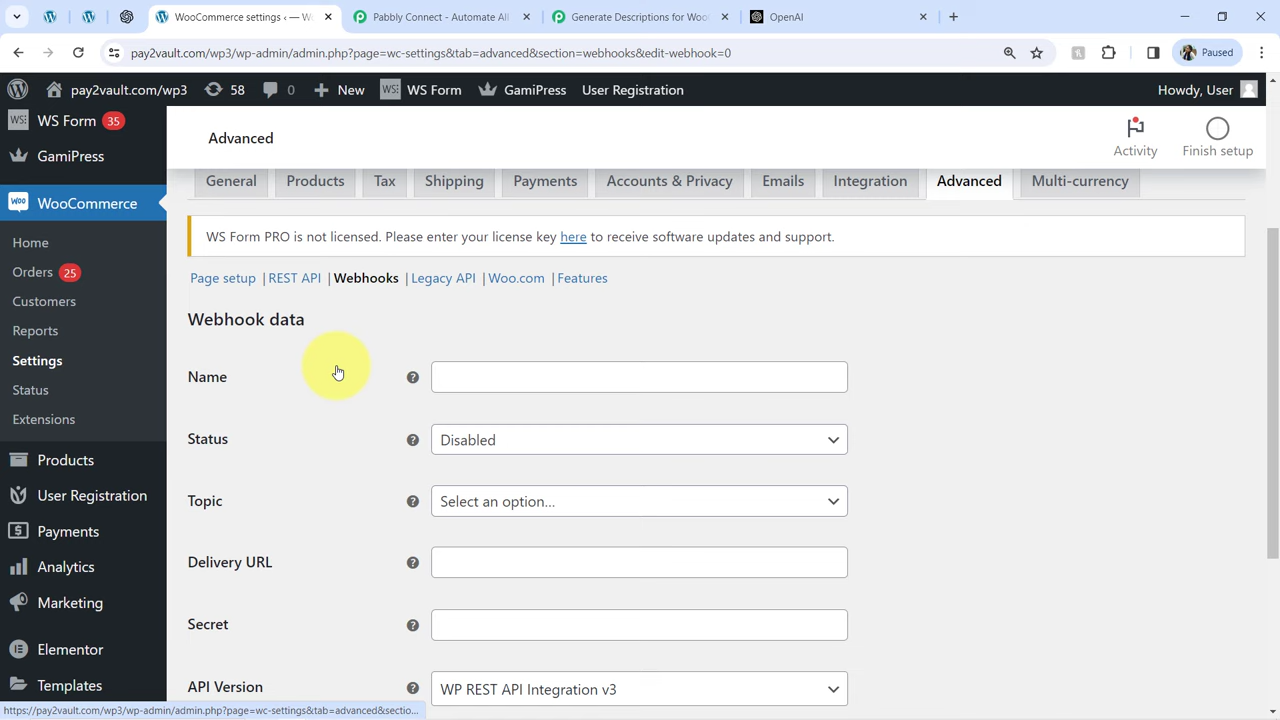 WooCommerce settings ‹ — W
Pabbly Connect - Automate All
Generate Descriptions for Woo
OpenAI
pay2vault.com/wp3/wp-admin/admin.php?page=wc-settings&tab=advanced&section=webhooks&edit-webhook=0
Paused
pay2vault.com/wp3
58
0
New
WS Form
GamiPress
User Registration
Howdy, User
WS Form 35
GamiPress
WooCommerce
Home
Orders 25
Customers
Reports
Settings
Status
Extensions
Products
User Registration
Payments
Analytics
Marketing
Elementor
Templates
Advanced
Activity
Finish setup
General
Products
Tax
Shipping
Payments
Accounts & Privacy
Emails
Integration
Advanced
Multi-currency
WS Form PRO is not licensed. Please enter your license key here to receive software updates and support.
Page setup | REST API | Webhooks | Legacy API | Woo.com | Features
Webhook data
Name
Status
Disabled
Topic
Select an option...
Delivery URL
Secret
API Version
WP REST API Integration v3
https://pay2vault.com/wp3/wp-admin/admin.php?page=wc-settings&tab=advanced&sectio...